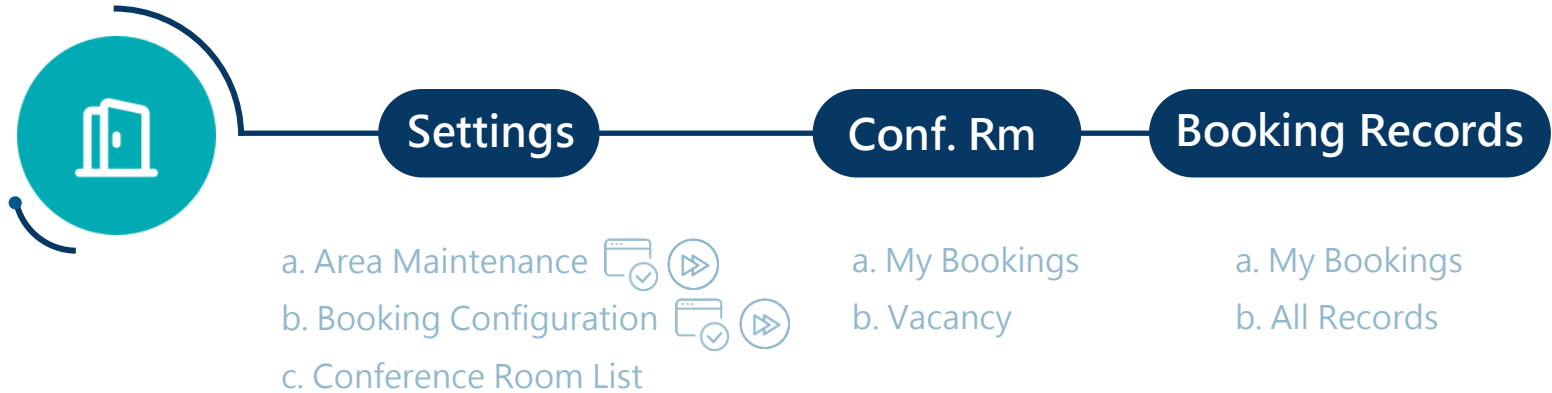 Settings
Conf. Rm
Booking Records
a. Area Maintenance
b. Booking Configuration
c. Conference Room List
a. My Bookings
b. Vacancy
a. My Bookings
b. All Records